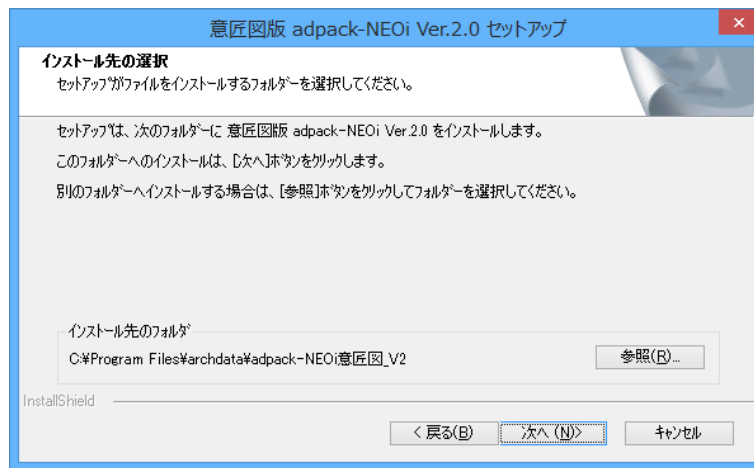 意匠図版 adpack-NEOi Ver.2.0 セットアップ
×
インストール先の選択
セットアップがファイルをインストールするフォルダーを選択してください。
セットアップは、次のフォルダーに 意匠図版 adpack-NEOi Ver.2.0 をインストールします。
このフォルダーへのインストールは、[次へ]ボタンをクリックします。
別のフォルダーへインストールする場合は、[参照]ボタンをクリックしてフォルダーを選択してください。
インストール先のフォルダ
C:¥Program Files¥archdata¥adpack-NEOi意匠図_V2
参照(R)...
InstallShield
< 戻る(B) 次へ (N)> キャンセル